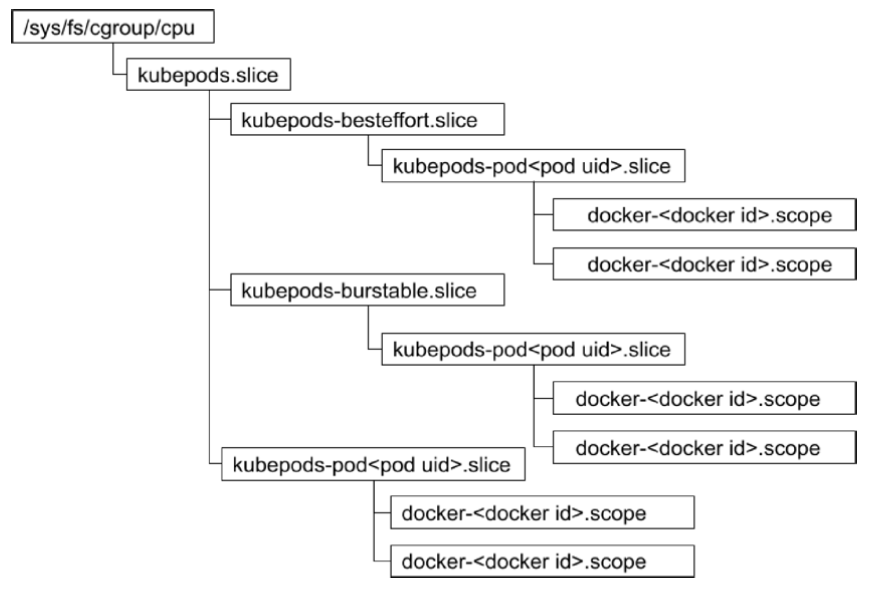 /sys/fs/cgroup/cpu
kubepods.slice
kubepods-besteffort.slice
kubepods-pod<pod uid>.slice
docker-<docker id>.scope
docker-<docker id>.scope
kubepods-burstable.slice
kubepods-pod<pod uid>.slice
docker-<docker id>.scope
docker-<docker id>.scope
kubepods-pod<pod uid>.slice
docker-<docker id>.scope
docker-<docker id>.scope